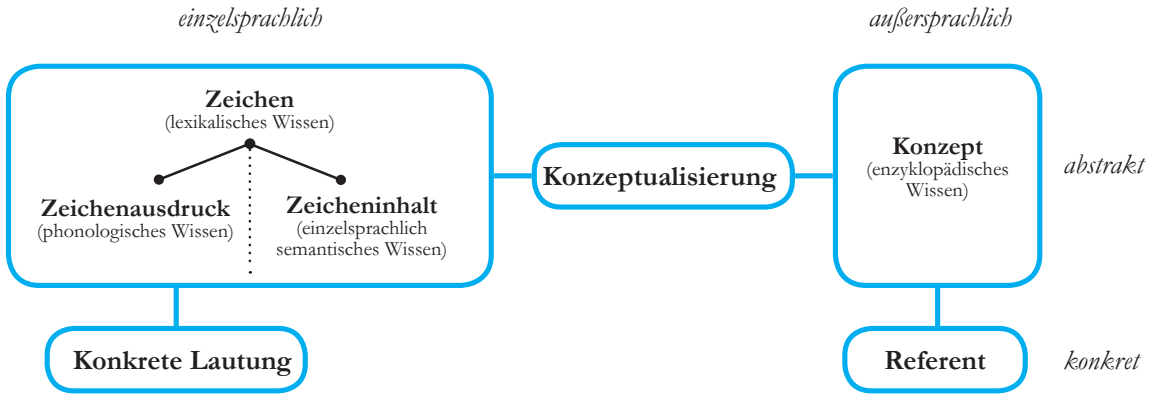 einzelsprachlich
außersprachlich
Zeichen
(lexikalisches Wissen)
Zeichenausdruck
(phonologisches Wissen)
Zeicheninhalt
(einzelsprachlich
semantisches Wissen)
Konzeptualisierung
Konzept
(enzyklopädisches
Wissen)
abstrakt
Konkrete Lautung
Referent
konkret